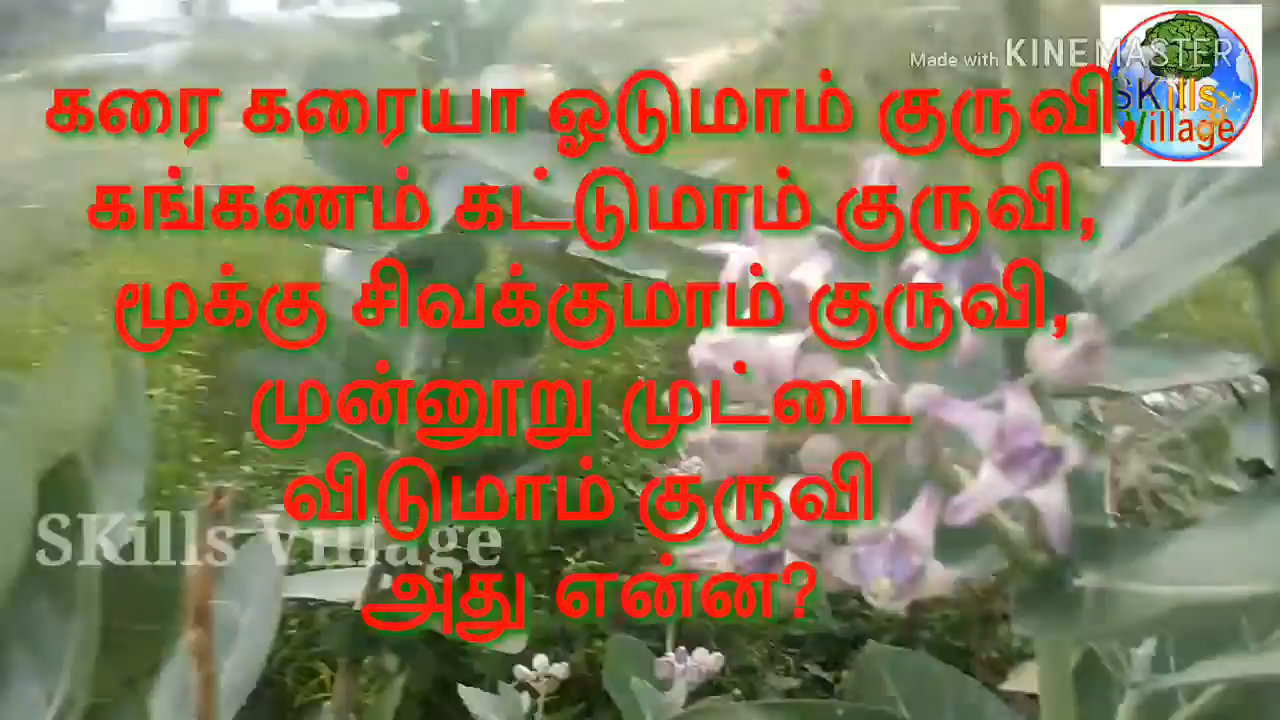 Made with KINEMASTER
SKills
Village
கரை கரையா ஓடுமாம் குருவி,
கங்கணம் கட்டுமாம் குருவி,
மூக்கு சிவக்குமாம் குருவி,
முன்னூறு முட்டை
விடுமாம் குருவி
அது என்ன?
SKills Village